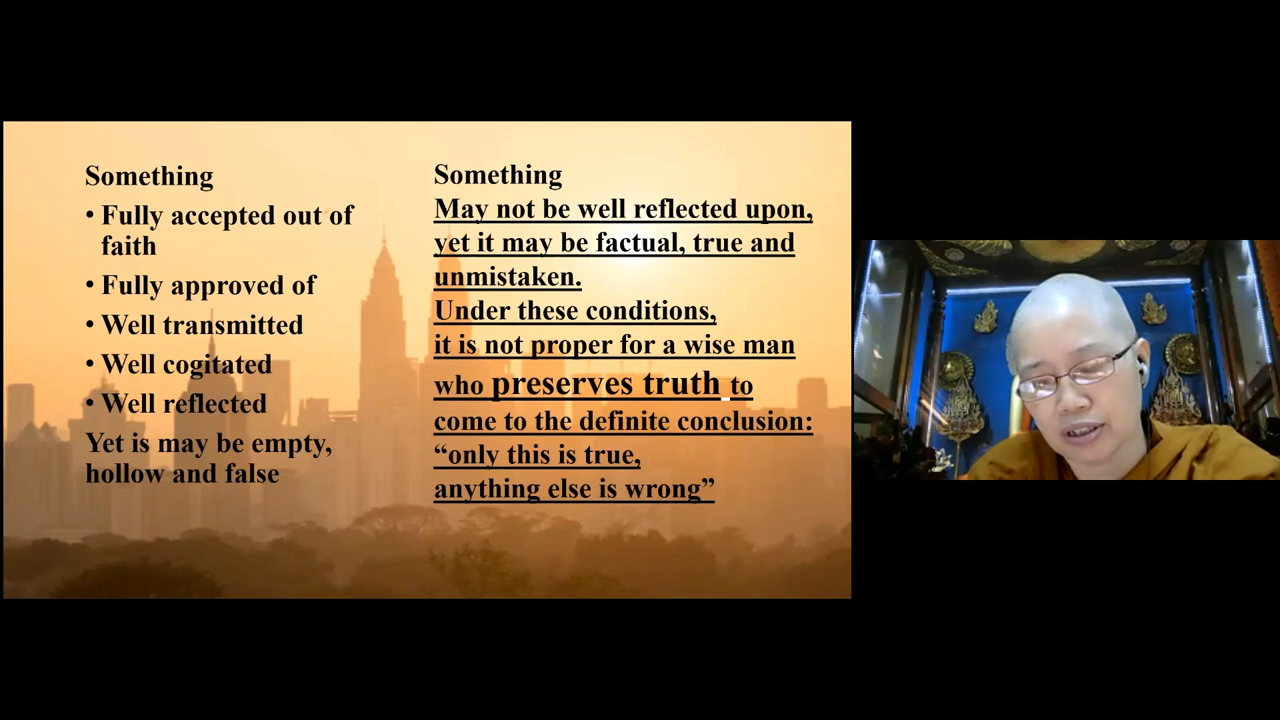 Something
• Fully accepted out of
faith
• Fully approved of
• Well transmitted
• Well cogitated
• Well reflected
Yet is may be empty,
hollow and false
Something
May not be well reflected upon,
yet it may be factual, true and
unmistaken.
Under these conditions,
it is not proper for a wise man
who preserves truth to
come to the definite conclusion:
“only this is true,
anything else is wrong”